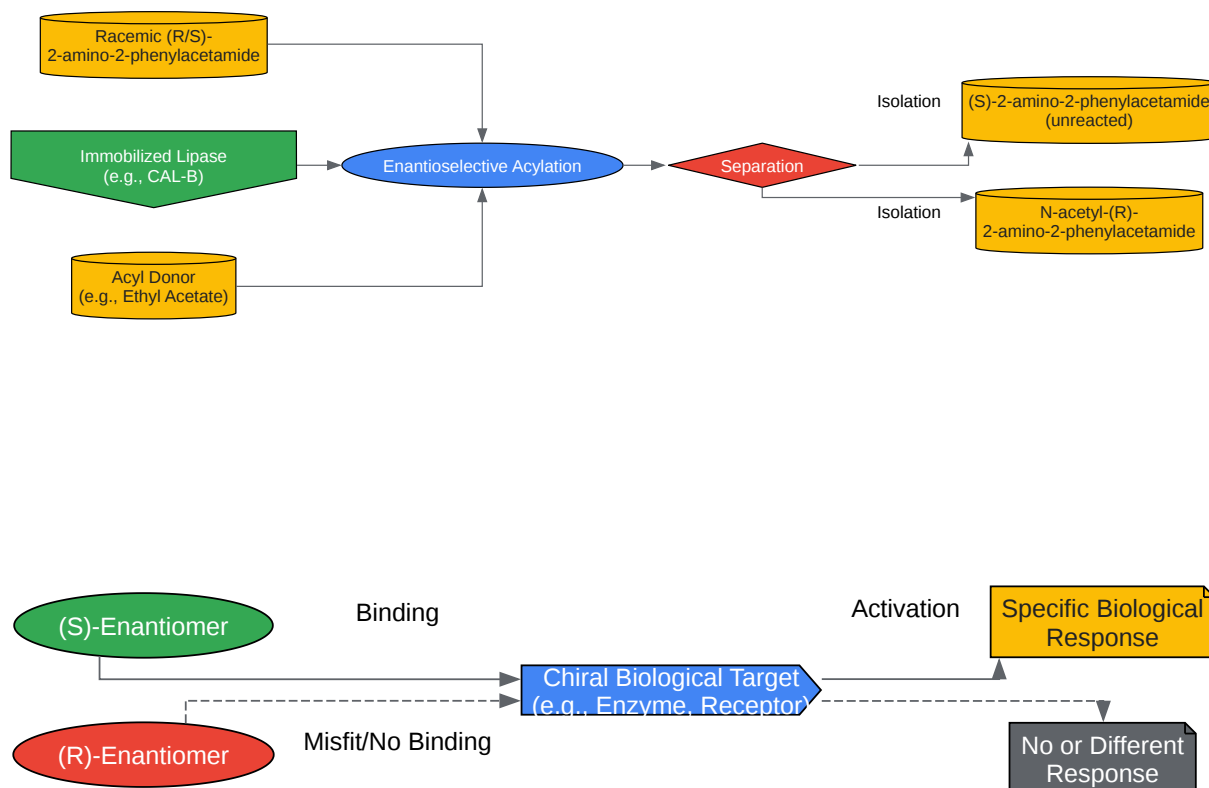 Racemic (R/S)-
2-amino-2-phenylacetamide
Isolation
(S)-2-amino-2-phenylacetamide
(unreacted)
Immobilized Lipase
(e.g., CAL-B)
Enantioselective Acylation
Separation
Isolation
N-acetyl-(R)-
2-amino-2-phenylacetamide
Acyl Donor
(e.g., Ethyl Acetate)
(S)-Enantiomer
Binding
Activation
Specific Biological
Response
Chiral Biological Target
(e.g., Enzyme, Receptor)
(R)-Enantiomer
Misfit/No Binding
No or Different
Response